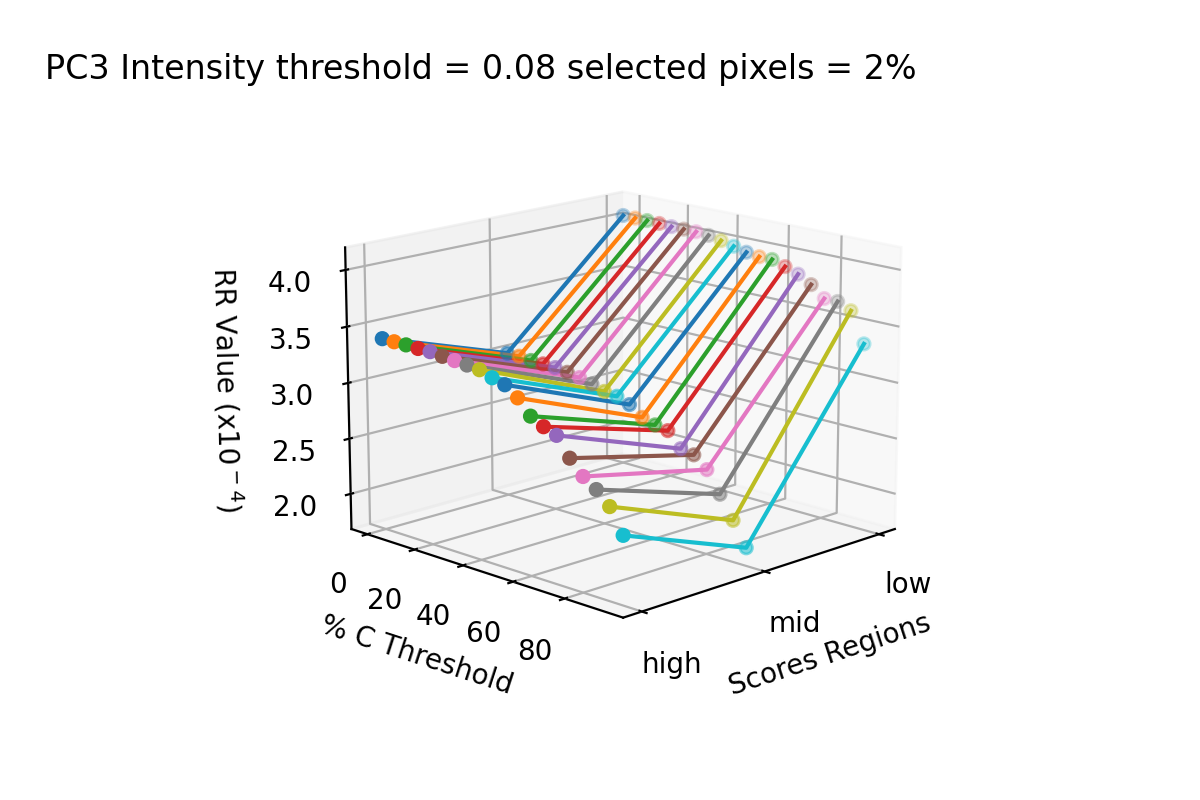 PC3 Intensity threshold = 0.08 selected pixels = 2%
RR Value (x10⁻⁴)
4.0
3.5
3.0
2.5
2.0
0
20
40
60
80
% C Threshold
high
mid
low
Scores Regions